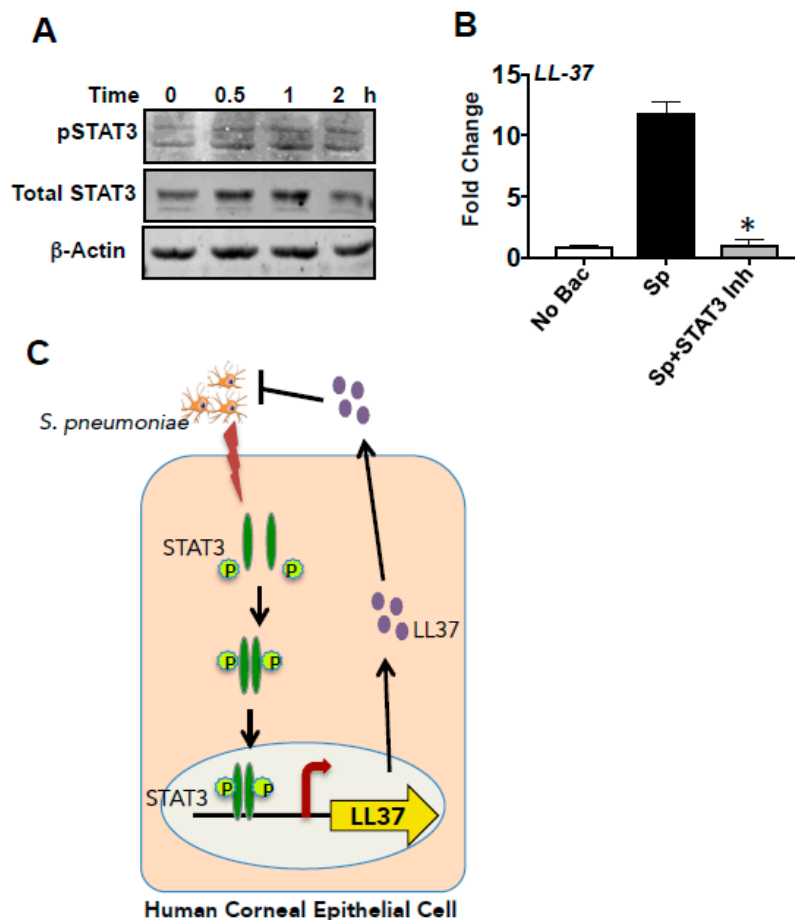 A
Time 0 0.5 1 2 h
pSTAT3
Total STAT3
β-Actin
B
LL-37
Fold Change
15
10
5
0
No Bac
Sp
Sp+STAT3 Inh
*
C
S. pneumoniae
STAT3
P P
P P
LL37
STAT3
P P
LL37
Human Corneal Epithelial Cell